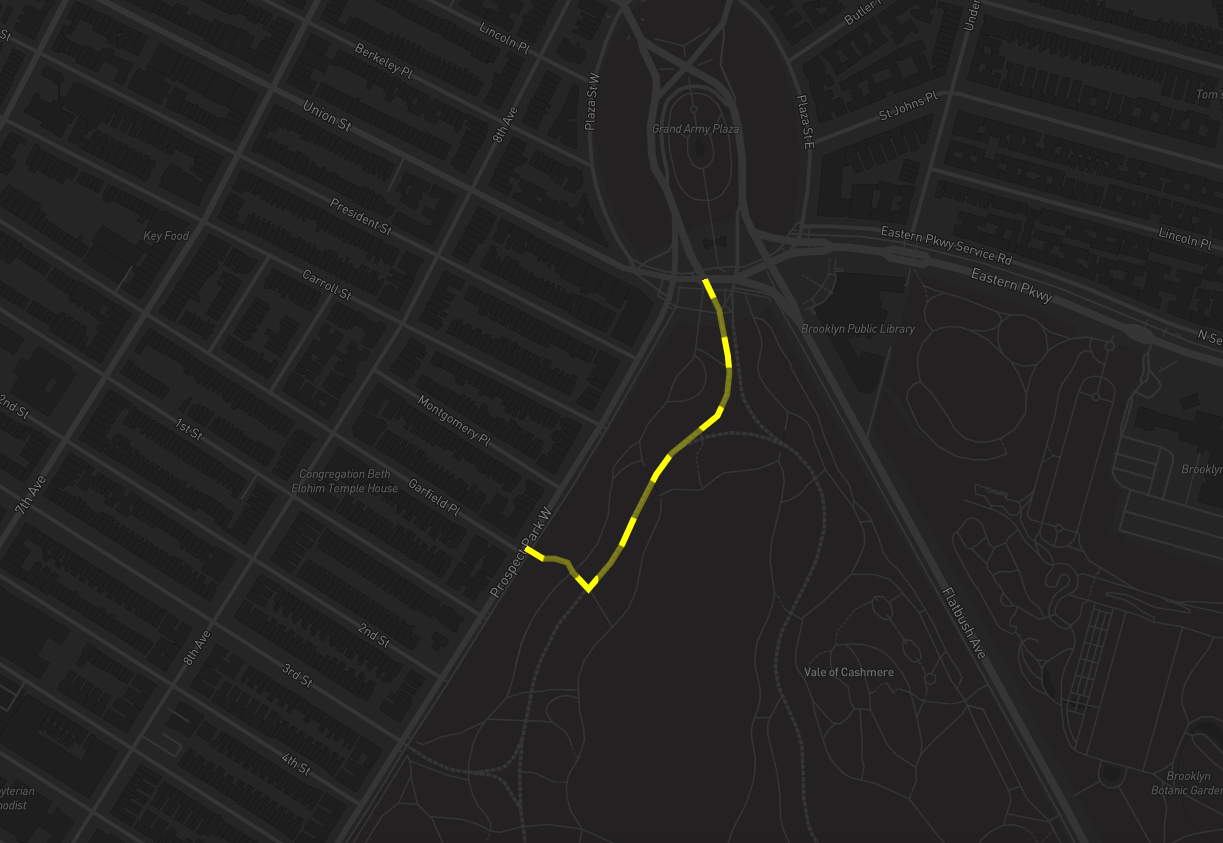 Lincoln Pl
Butler
St
Berkeley Pl
Plaza St W
Plaza St E
Union St
8th Ave
Grand Army Plaza
St Johns Pl
Tom's
President St
Key Food
Eastern Pkwy Service Rd
Lincoln Pl
Carroll St
Eastern Pkwy
Brooklyn Public Library
N Se
2nd St
Montgomery Pl
1st St
Congregation Beth
Elohim Temple House
Brooklyn
7th Ave
Garfield Pl
Prospect Park W
Flatbush Ave
2nd St
8th Ave
Vale of Cashmere
3rd St
4th St
Brooklyn
Botanic Garden